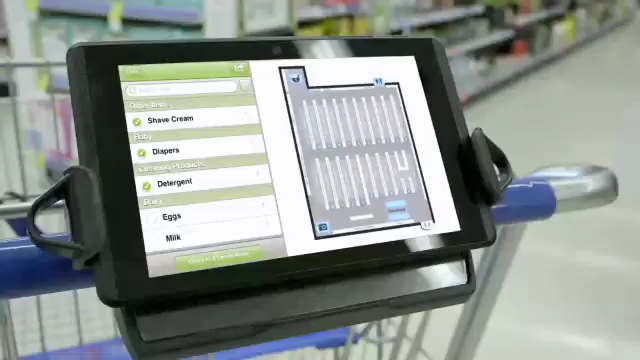 Other Items
Shave Cream
Baby
Diapers
Cleaning Products
Detergent
Dairy
Eggs
Milk